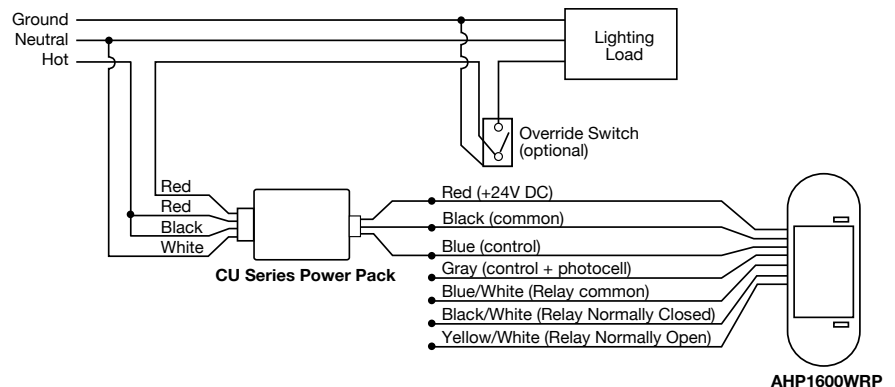 Ground
Neutral
Hot
Lighting
Load
Override Switch
(optional)
Red
Red
Black
White
CU Series Power Pack
Red (+24V DC)
Black (common)
Blue (control)
Gray (control + photocell)
Blue/White (Relay common)
Black/White (Relay Normally Closed)
Yellow/White (Relay Normally Open)
AHP1600WRP